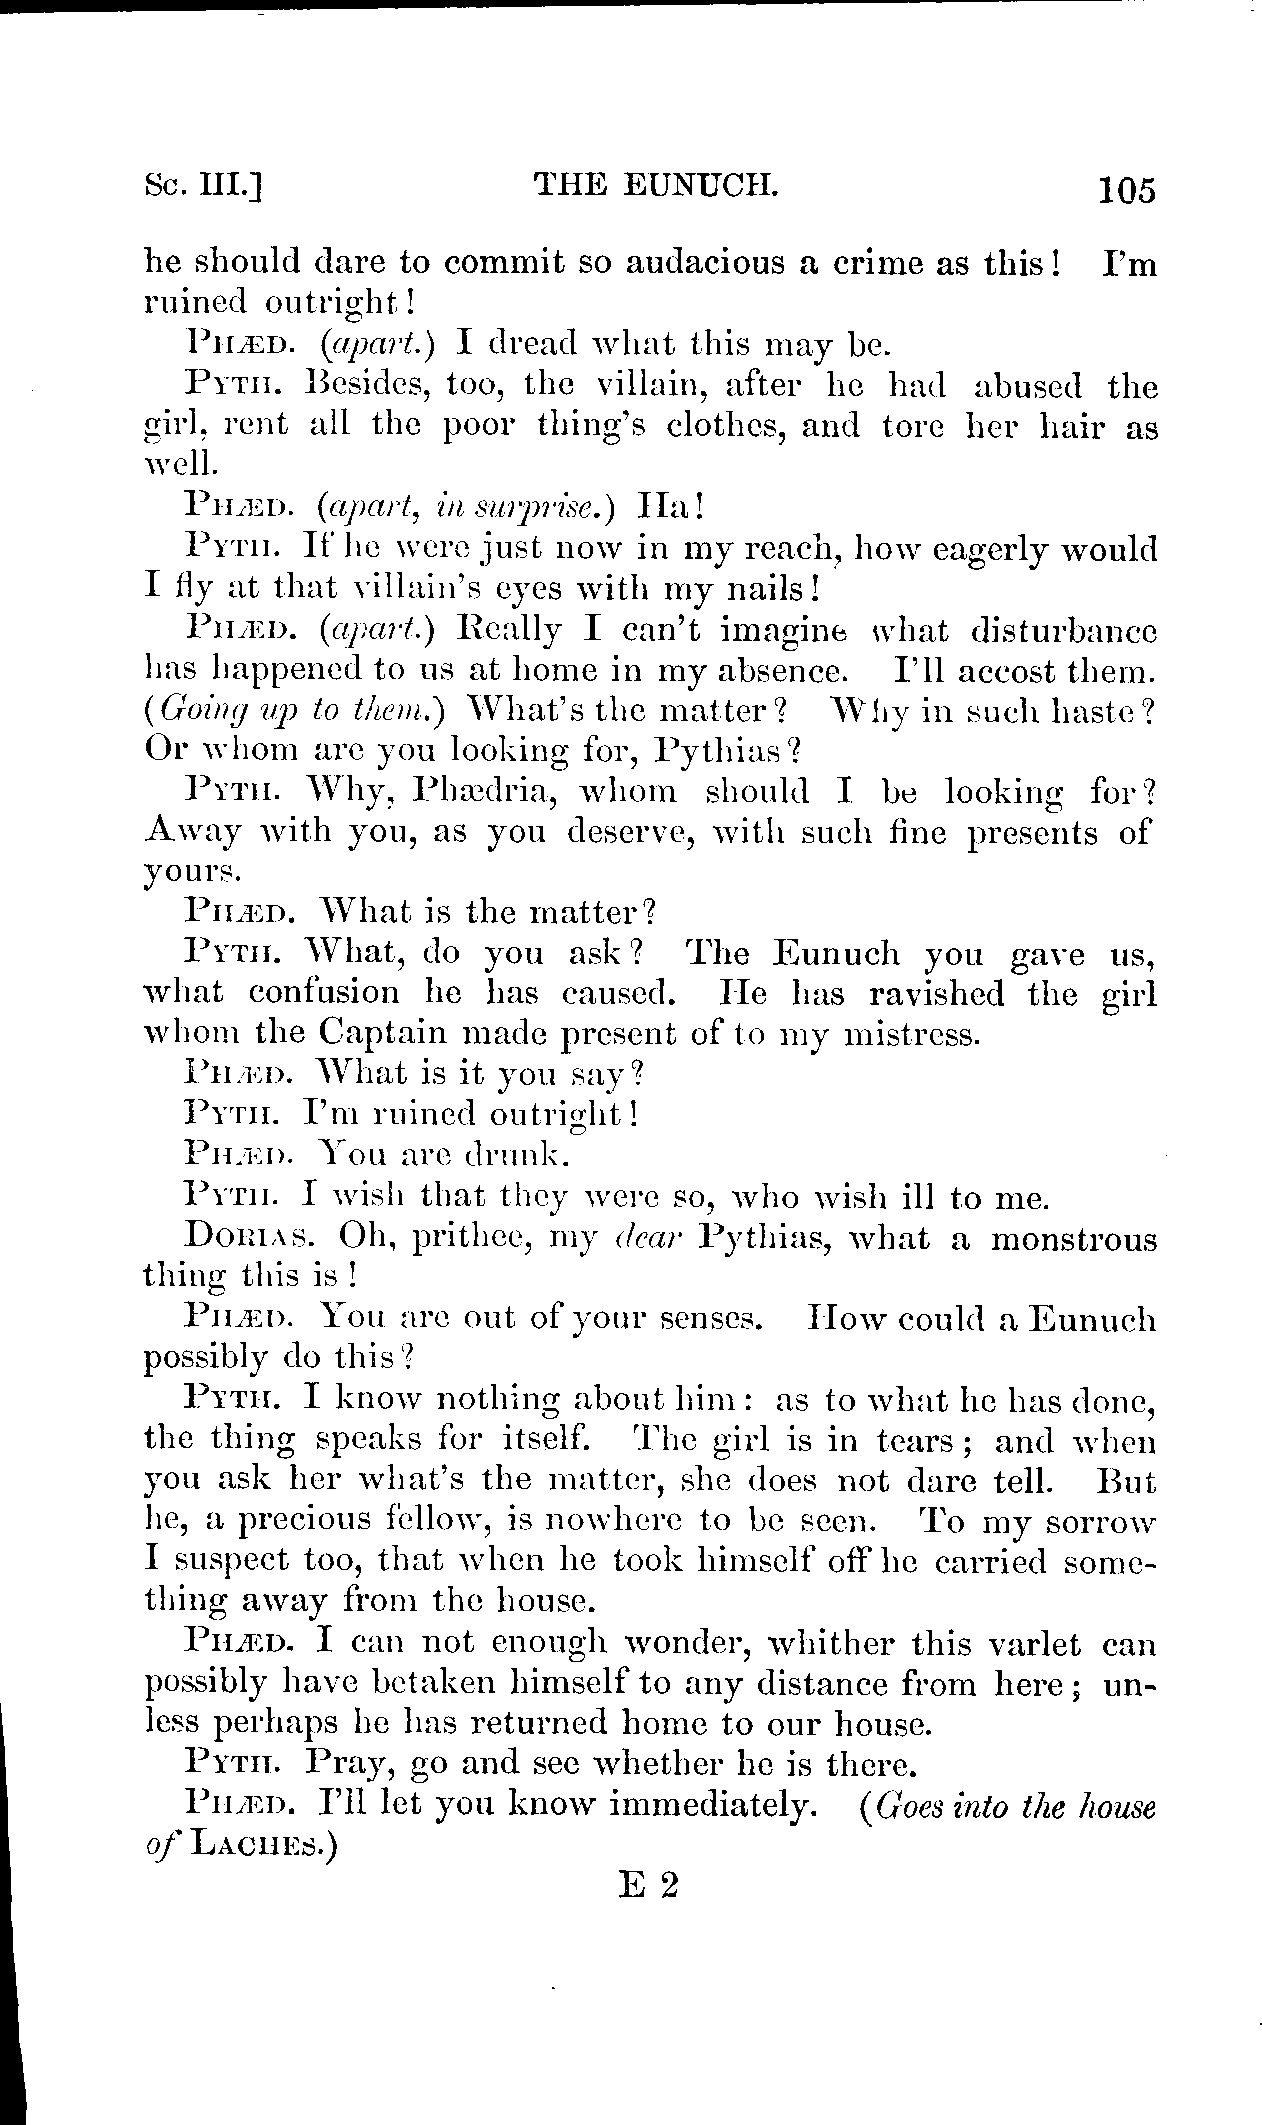 Sc. III.] THE EUNUCH. 105
he should dare to commit so audacious a crime as this! I'm
ruined outright!
PHÆD. (apart.) I dread what this may be.
PYTH. Besides, too, the villain, after he had abused the
girl, rent all the poor thing's clothes, and tore her hair as
well.
PHÆD. (apart, in surprise.) Ha!
PYTH. If he were just now in my reach, how eagerly would
I fly at that villain's eyes with my nails!
PHÆD. (apart.) Really I can't imagine what disturbance
has happened to us at home in my absence. I'll accost them.
(Going up to them.) What's the matter? Why in such haste?
Or whom are you looking for, Pythias?
PYTH. Why, Phædria, whom should I be looking for?
Away with you, as you deserve, with such fine presents of
yours.
PHÆD. What is the matter?
PYTH. What, do you ask? The Eunuch you gave us,
what confusion he has caused. He has ravished the girl
whom the Captain made present of to my mistress.
PHÆD. What is it you say?
PYTH. I'm ruined outright!
PHÆD. You are drunk.
PYTH. I wish that they were so, who wish ill to me.
DORIAS. Oh, prithee, my dear Pythias, what a monstrous
thing this is!
PHÆD. You are out of your senses. How could a Eunuch
possibly do this?
PYTH. I know nothing about him: as to what he has done,
the thing speaks for itself. The girl is in tears; and when
you ask her what's the matter, she does not dare tell. But
he, a precious fellow, is nowhere to be seen. To my sorrow
I suspect too, that when he took himself off he carried some-
thing away from the house.
PHÆD. I can not enough wonder, whither this varlet can
possibly have betaken himself to any distance from here; un-
less perhaps he has returned home to our house.
PYTH. Pray, go and see whether he is there.
PHÆD. I'll let you know immediately. (Goes into the house
of LACHES.)
E 2